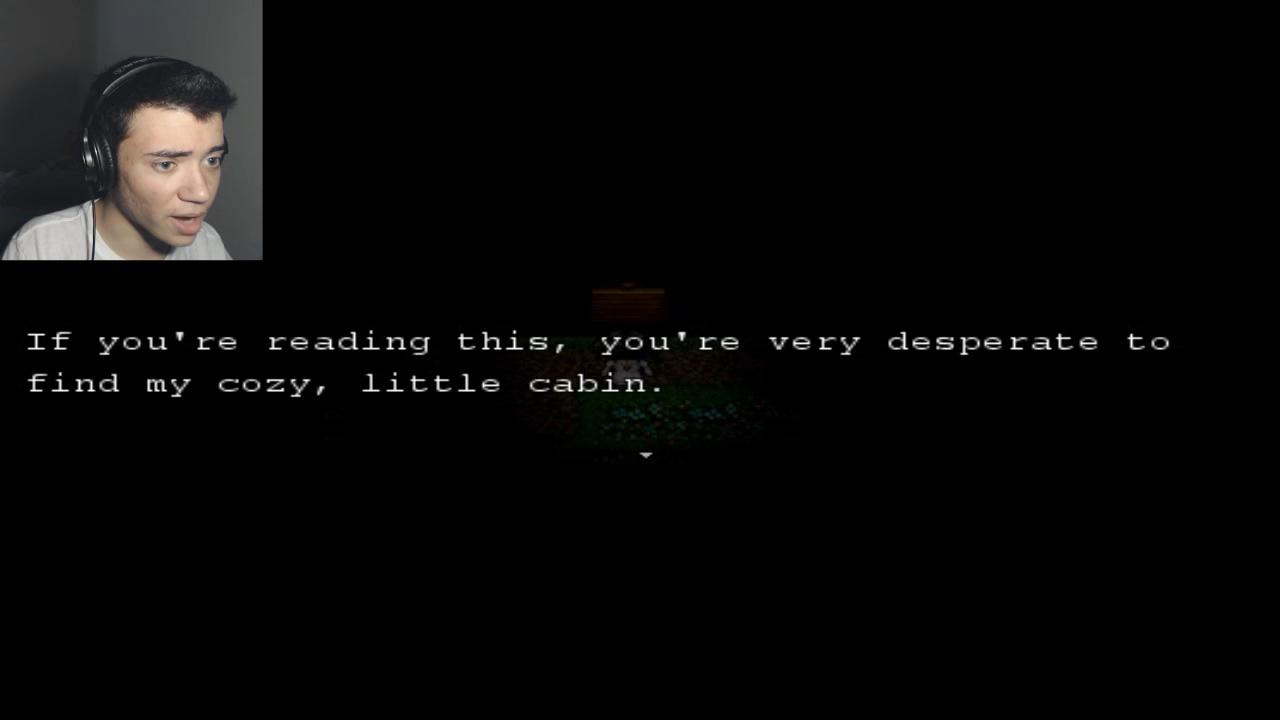 If you're reading this, you're very desperate to
find my cozy, little cabin.